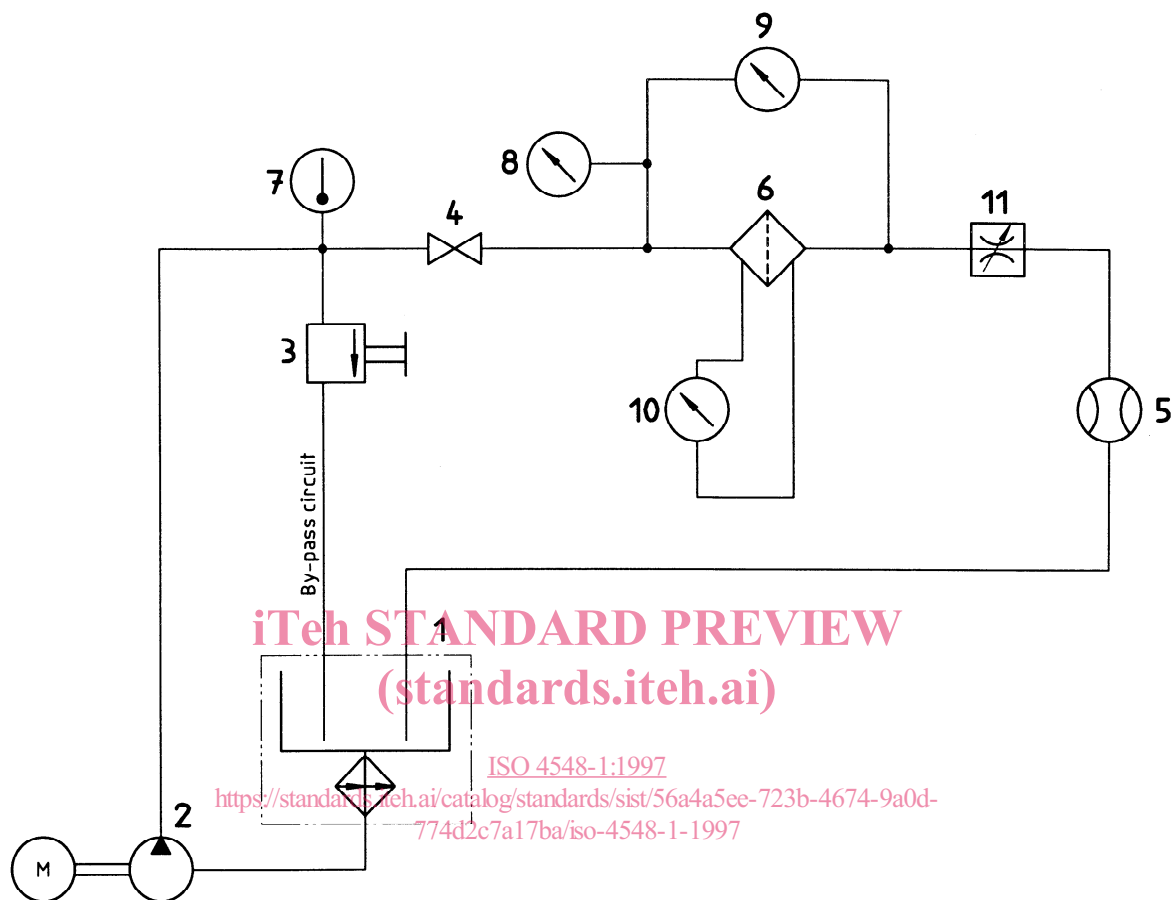 9
8
7
6
4
11
3
10
5
By-pass circuit
iTeh STANDARD PREVIEW
1
(standards.iteh.ai)
ISO 4548-1:1997
https://standards.iteh.ai/catalog/standards/sist/56a4a5ee-723b-4674-9a0d-
774d2c7a17ba/iso-4548-1-1997
2
M